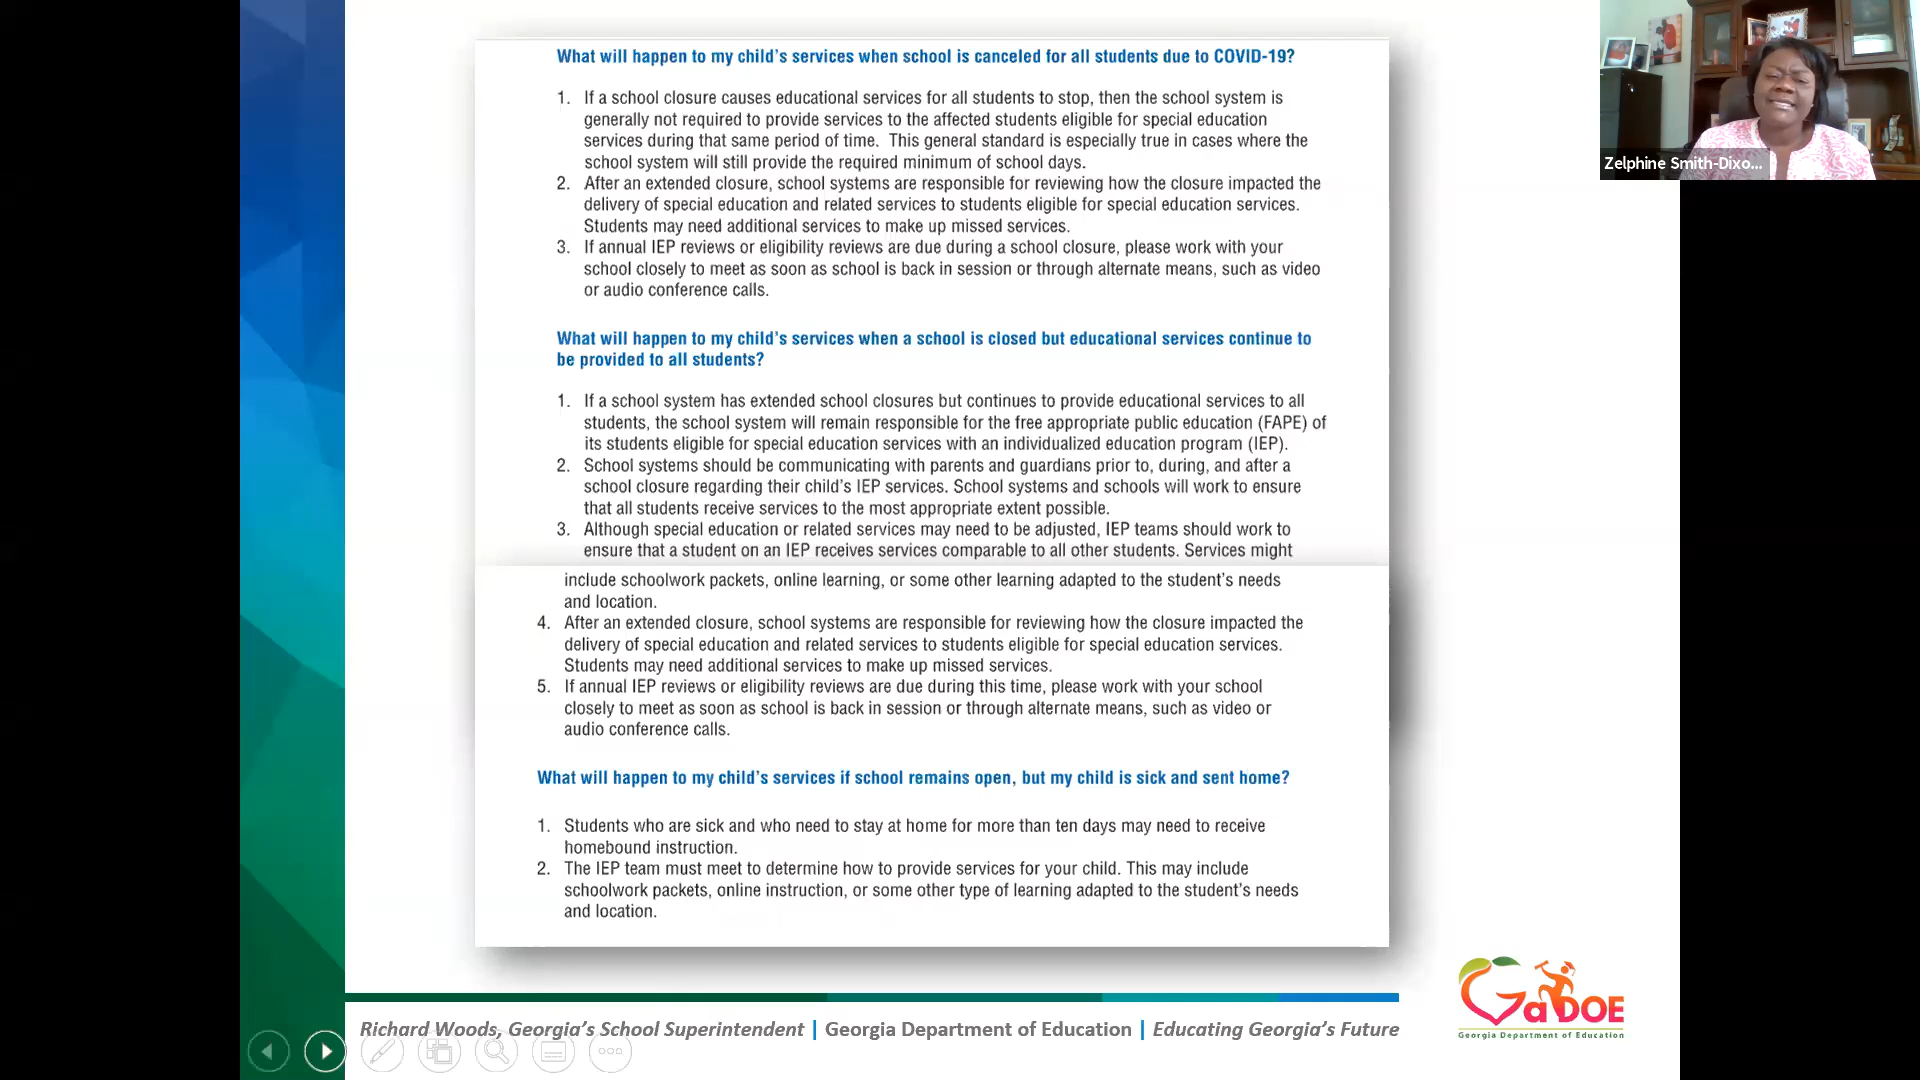 What will happen to my child's services when school is canceled for all students due to COVID-19?
1. If a school closure causes educational services for all students to stop, then the school system is
generally not required to provide services to the affected students eligible for special education
services during that same period of time. This general standard is especially true in cases where the
school system will still provide the required minimum of school days.
2. After an extended closure, school systems are responsible for reviewing how the closure impacted the
delivery of special education and related services to students eligible for special education services.
Students may need additional services to make up missed services.
3. If annual IEP reviews or eligibility reviews are due during a school closure, please work with your
school closely to meet as soon as school is back in session or through alternate means, such as video
or audio conference calls.
What will happen to my child's services when a school is closed but educational services continue to
be provided to all students?
1. If a school system has extended school closures but continues to provide educational services to all
students, the school system will remain responsible for the free appropriate public education (FAPE) of
its students eligible for special education services with an individualized education program (IEP).
2. School systems should be communicating with parents and guardians prior to, during, and after a
school closure regarding their child's IEP services. School systems and schools will work to ensure
that all students receive services to the most appropriate extent possible.
3. Although special education or related services may need to be adjusted, IEP teams should work to
ensure that a student on an IEP receives services comparable to all other students. Services might
include schoolwork packets, online learning, or some other learning adapted to the student's needs
and location.
4. After an extended closure, school systems are responsible for reviewing how the closure impacted the
delivery of special education and related services to students eligible for special education services.
Students may need additional services to make up missed services.
5. If annual IEP reviews or eligibility reviews are due during this time, please work with your school
closely to meet as soon as school is back in session or through alternate means, such as video or
audio conference calls.
What will happen to my child's services if school remains open, but my child is sick and sent home?
1. Students who are sick and who need to stay at home for more than ten days may need to receive
homebound instruction.
2. The IEP team must meet to determine how to provide services for your child. This may include
schoolwork packets, online instruction, or some other type of learning adapted to the student's needs
and location.
Richard Woods, Georgia's School Superintendent | Georgia Department of Education | Educating Georgia's Future
GaDOE
Georgia Department of Education
Zelphine Smith-Dixo...